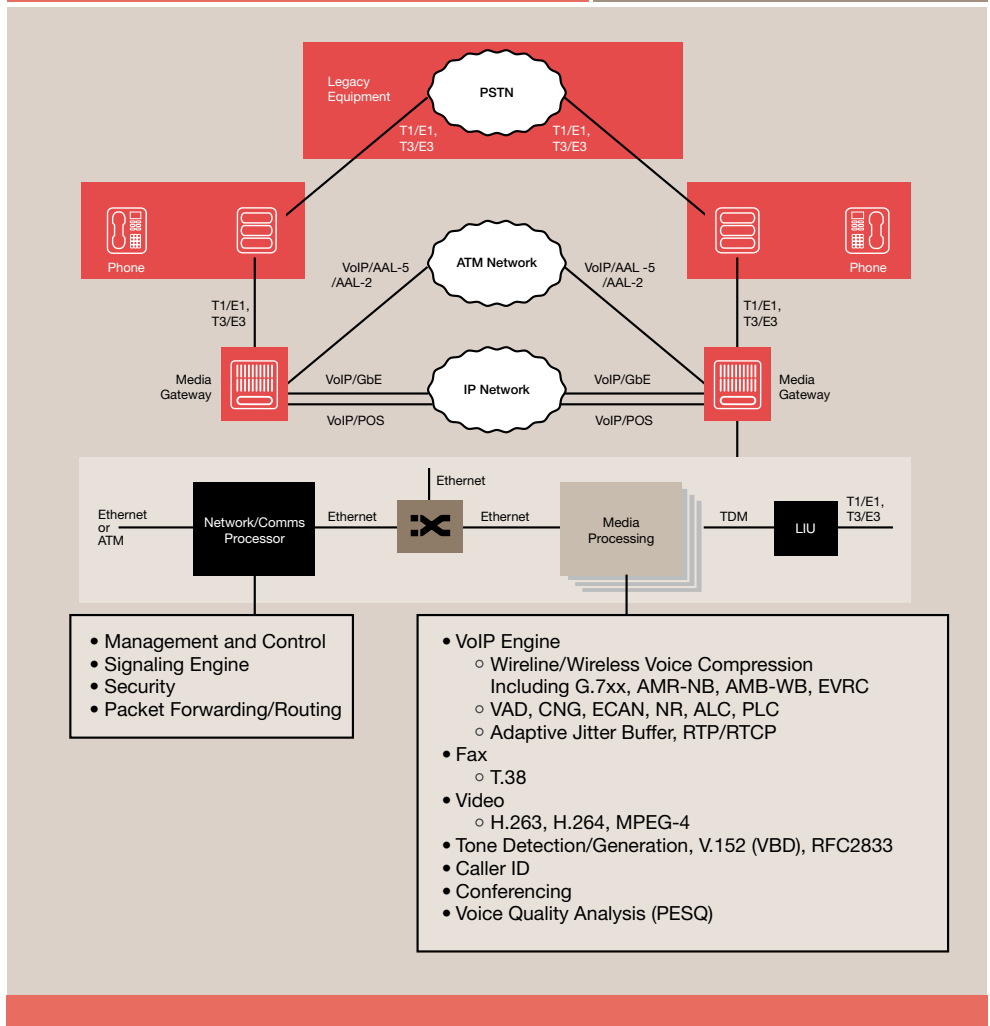 Legacy
Equipment
PSTN
T1/E1,
T3/E3
T1/E1,
T3/E3
Phone
Phone
VoIP/AAL-5
/AAL-2
ATM Network
VoIP/AAL -5
/AAL-2
T1/E1,
T3/E3
T1/E1,
T3/E3
Media
Gateway
VoIP/GbE
IP Network
VoIP/GbE
Media
Gateway
VoIP/POS
VoIP/POS
Ethernet
Ethernet
or
ATM
Network/Comms
Processor
Ethernet
Ethernet
Media
Processing
TDM
LIU
T1/E1,
T3/E3
• Management and Control
• Signaling Engine
• Security
• Packet Forwarding/Routing
• VoIP Engine
○ Wireline/Wireless Voice Compression
Including G.7xx, AMR-NB, AMB-WB, EVRC
○ VAD, CNG, ECAN, NR, ALC, PLC
○ Adaptive Jitter Buffer, RTP/RTCP
• Fax
○ T.38
• Video
○ H.263, H.264, MPEG-4
• Tone Detection/Generation, V.152 (VBD), RFC2833
• Caller ID
• Conferencing
• Voice Quality Analysis (PESQ)